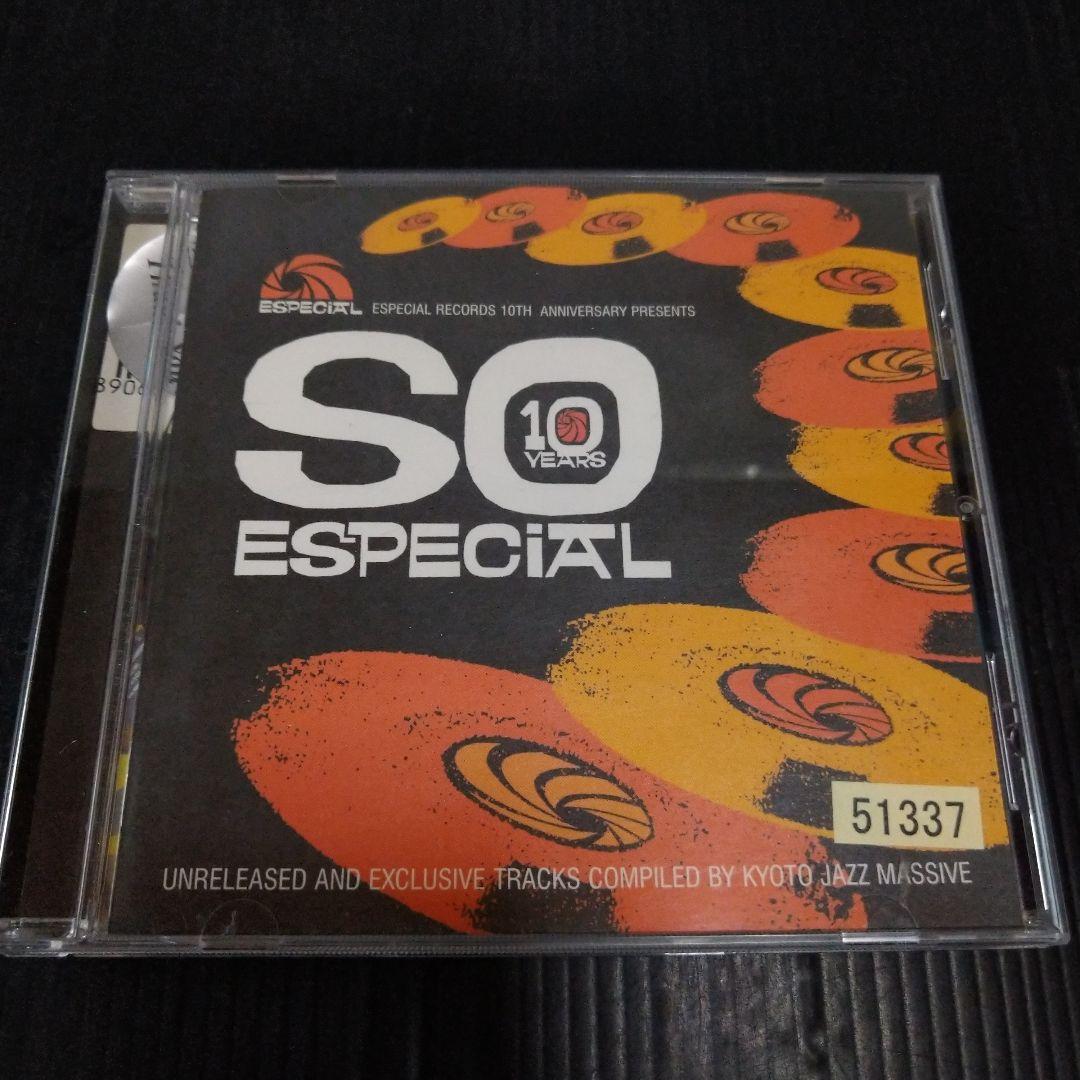 ESPECiAL
ESPECIAL RECORDS 10TH ANNIVERSARY PRESENTS
SO
10
YEARS
ESPECiAL
51337
UNRELEASED AND EXCLUSIVE TRACKS COMPILED BY KYOTO JAZZ MASSIVE